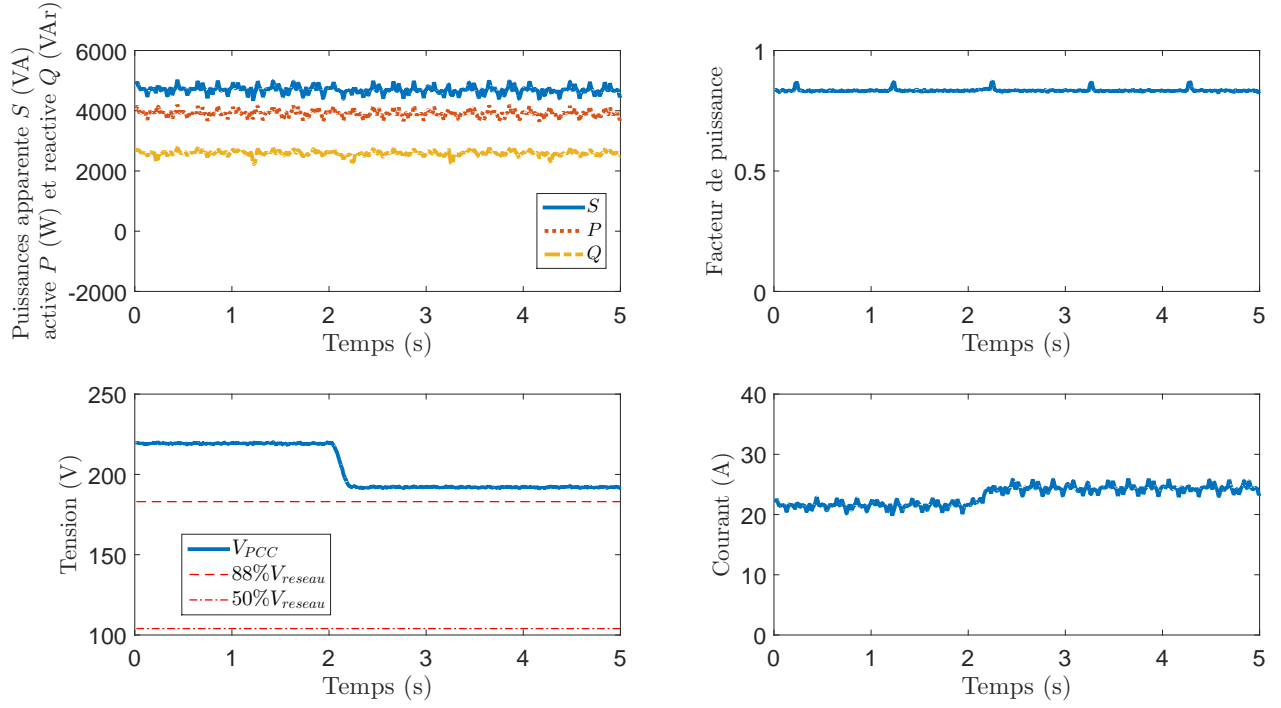 Puissances apparente S (VA)
active P (W) et reactive Q (VAr)
6000
4000
2000
0
-2000
S
P
Q
0 1 2 3 4 5
Temps (s)
Facteur de puissance
1
0.5
0
0 1 2 3 4 5
Temps (s)
Tension (V)
250
200
150
100
V_PCC
88%V_reseau
50%V_reseau
0 1 2 3 4 5
Temps (s)
Courant (A)
40
30
20
10
0
0 1 2 3 4 5
Temps (s)